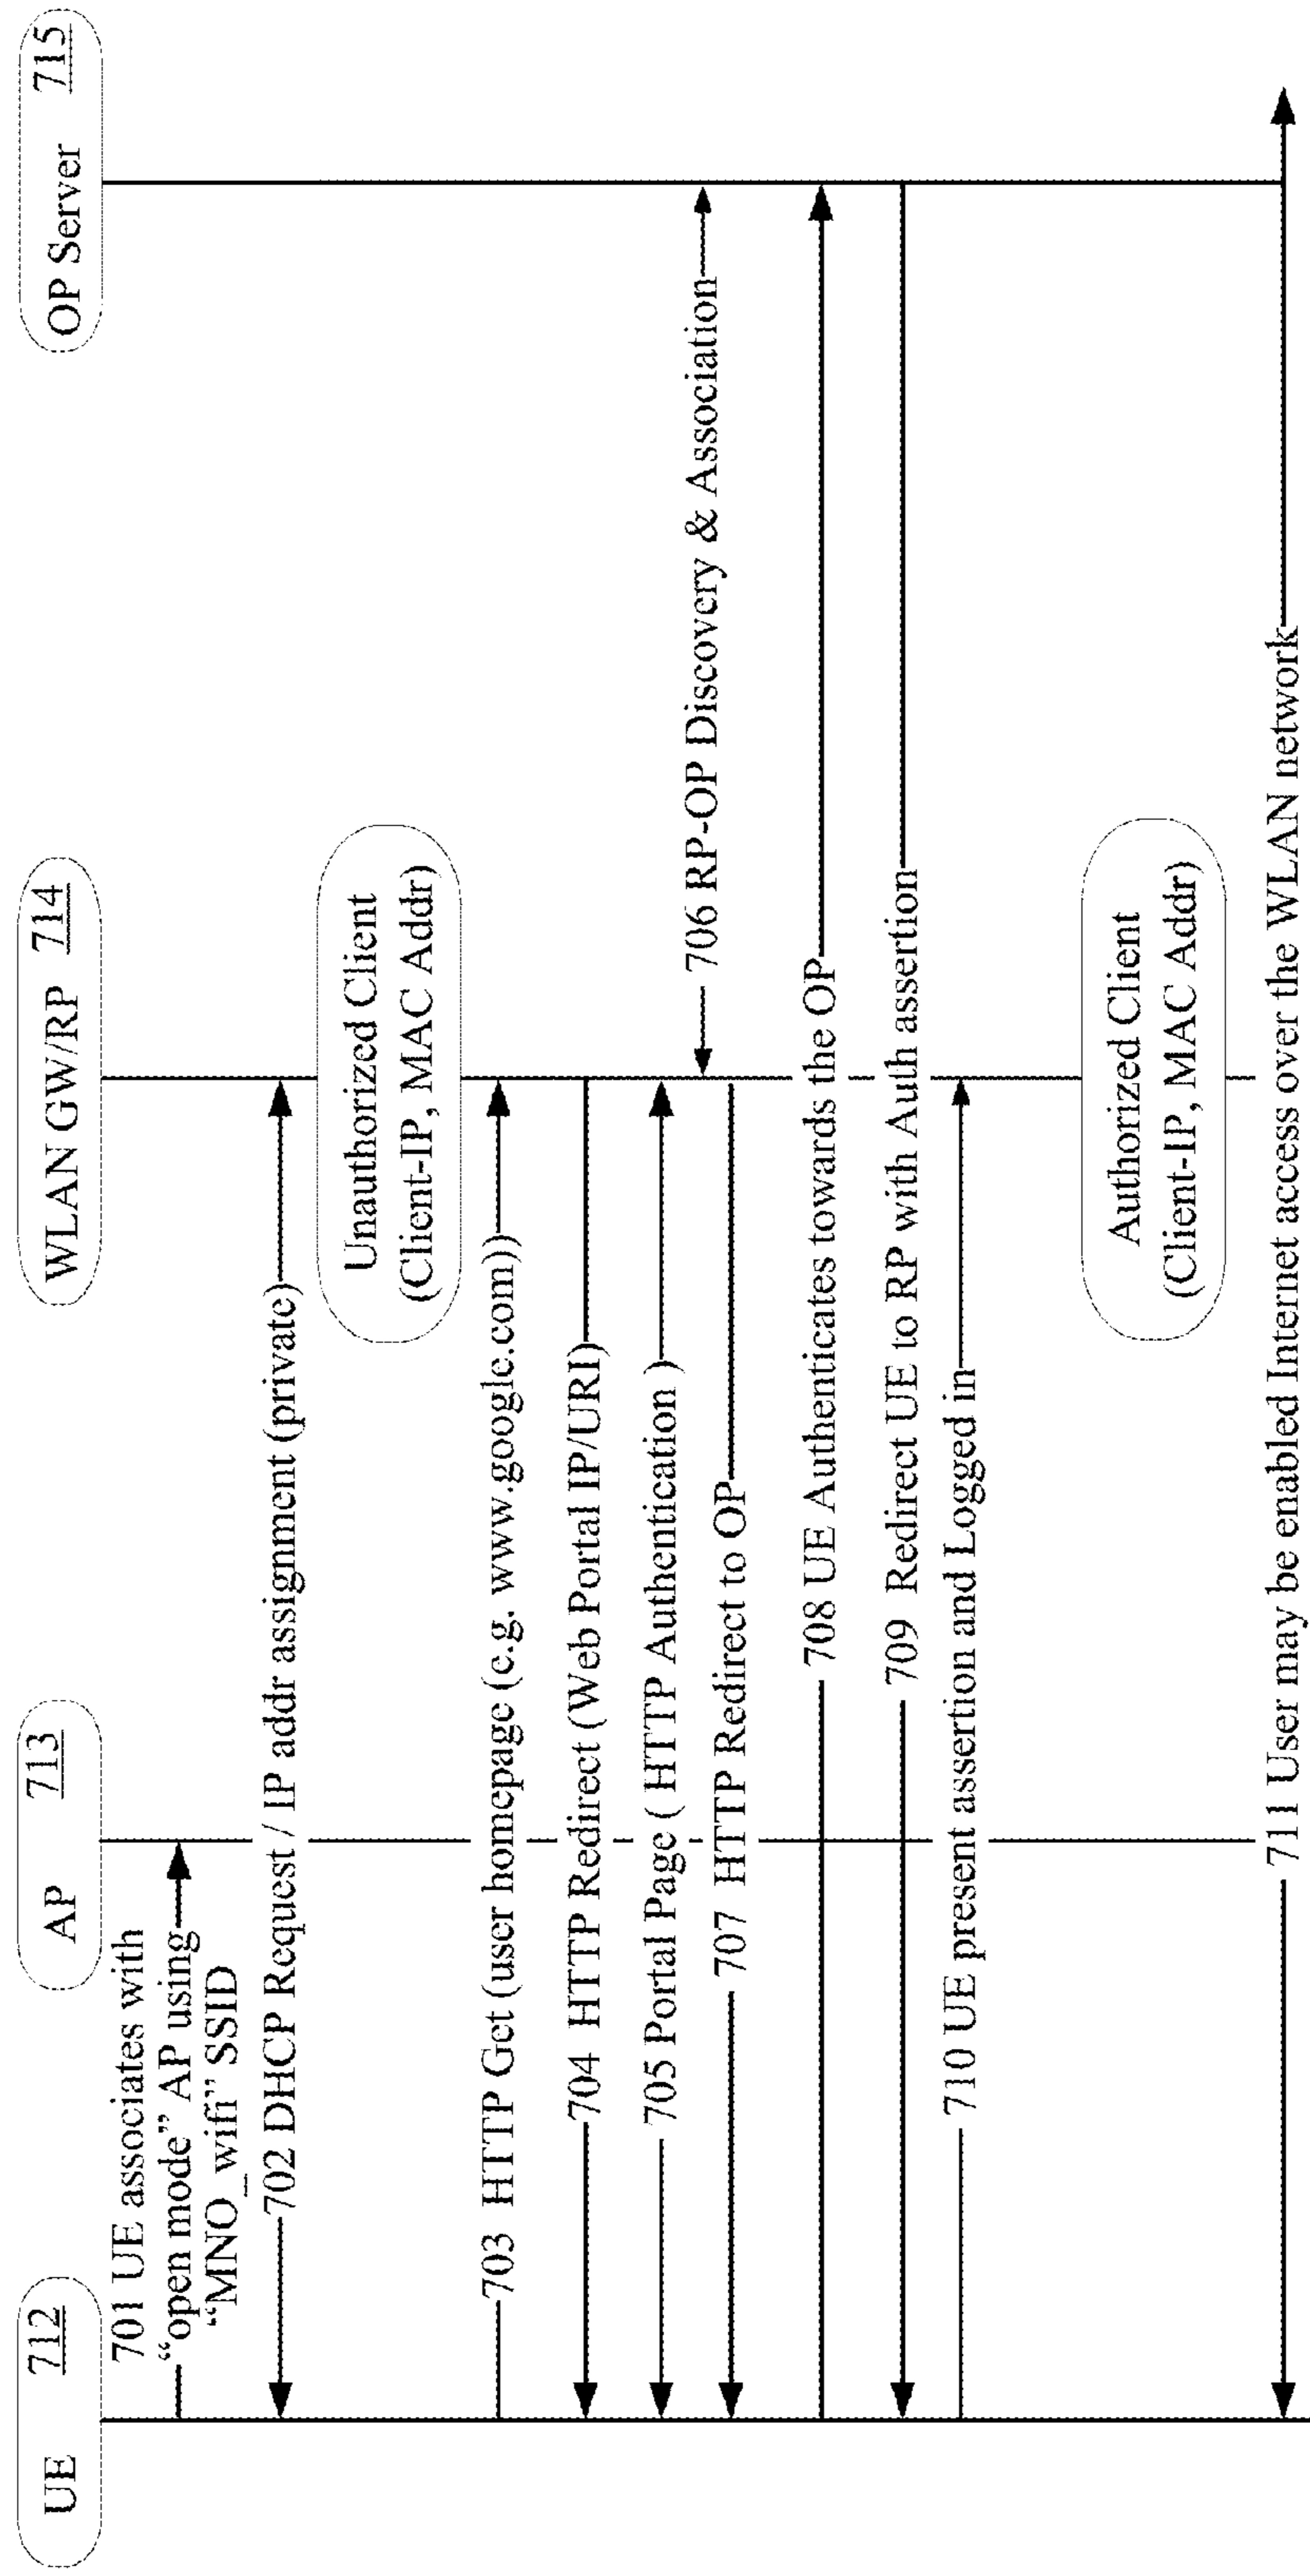 UE 712
AP 713
WLAN GW/RP 714
OP Server 715
701 UE associates with
“open mode” AP using
“MNO_wifi” SSID
702 DHCP Request / IP addr assignment (private)
Unauthorized Client
(Client-IP, MAC Addr)
703 HTTP Get (user homepage (e.g. www.google.com))
704 HTTP Redirect (Web Portal IP/URI)
705 Portal Page ( HTTP Authentication )
706 RP-OP Discovery & Association
707 HTTP Redirect to OP
708 UE Authenticates towards the OP
709 Redirect UE to RP with Auth assertion
710 UE present assertion and Logged in
Authorized Client
(Client-IP, MAC Addr)
711 User may be enabled Internet access over the WLAN network